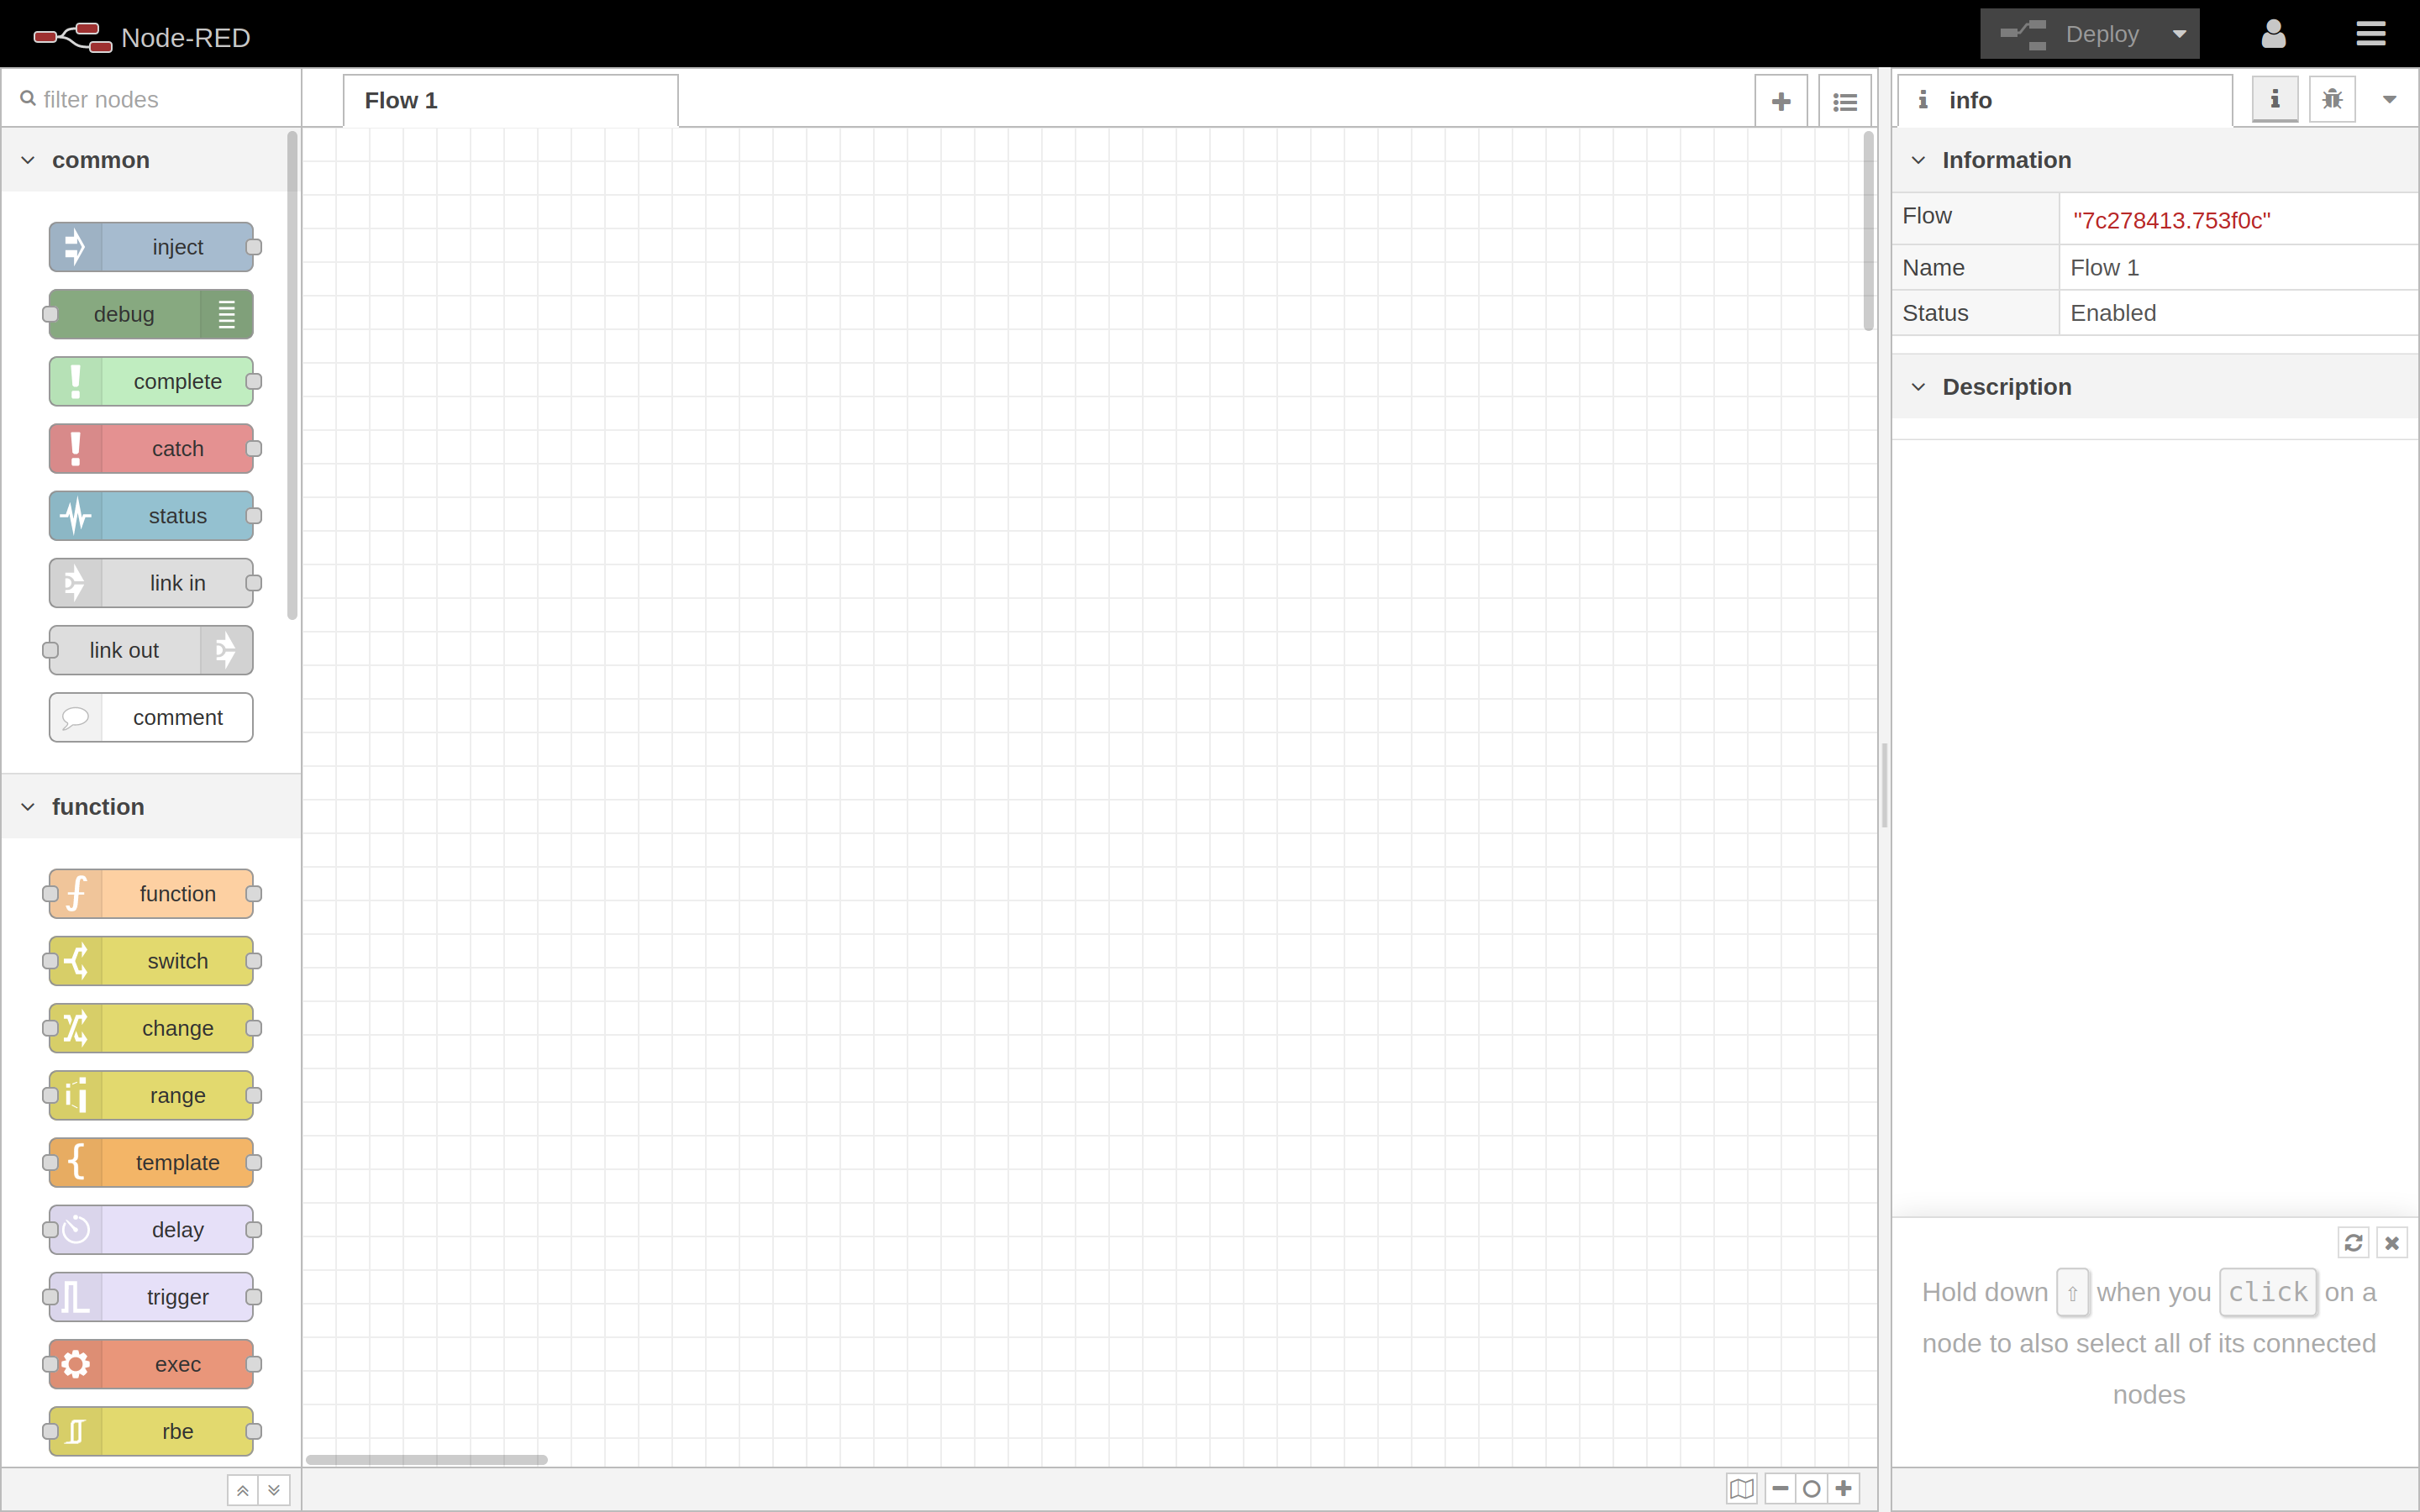 Node-RED
Deploy
filter nodes
Flow 1
info
common
inject
debug
complete
catch
status
link in
link out
comment
function
function
switch
change
range
template
delay
trigger
exec
rbe
Information
Flow "7c278413.753f0c"
Name Flow 1
Status Enabled
Description
Hold down ⇧ when you click on a
node to also select all of its connected
nodes